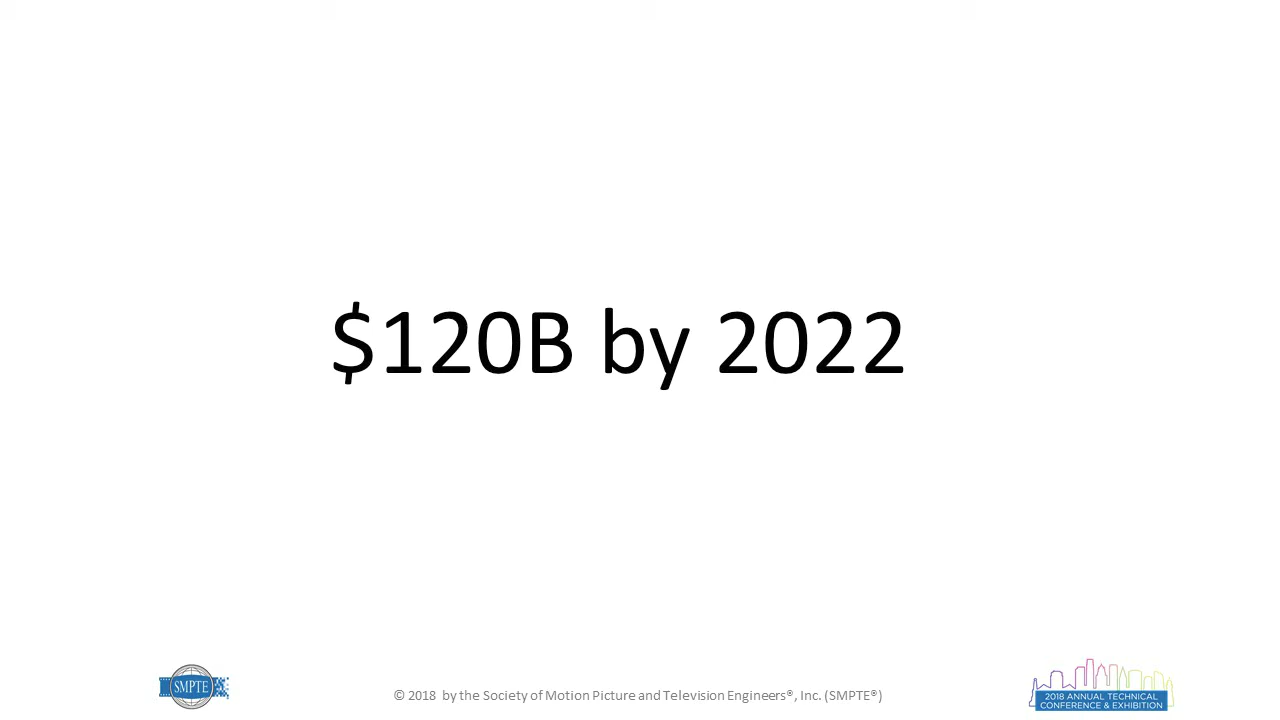 $120B by 2022
SMPTE
© 2018 by the Society of Motion Picture and Television Engineers®, Inc. (SMPTE®)
2018 ANNUAL TECHNICAL
CONFERENCE & EXHIBITION